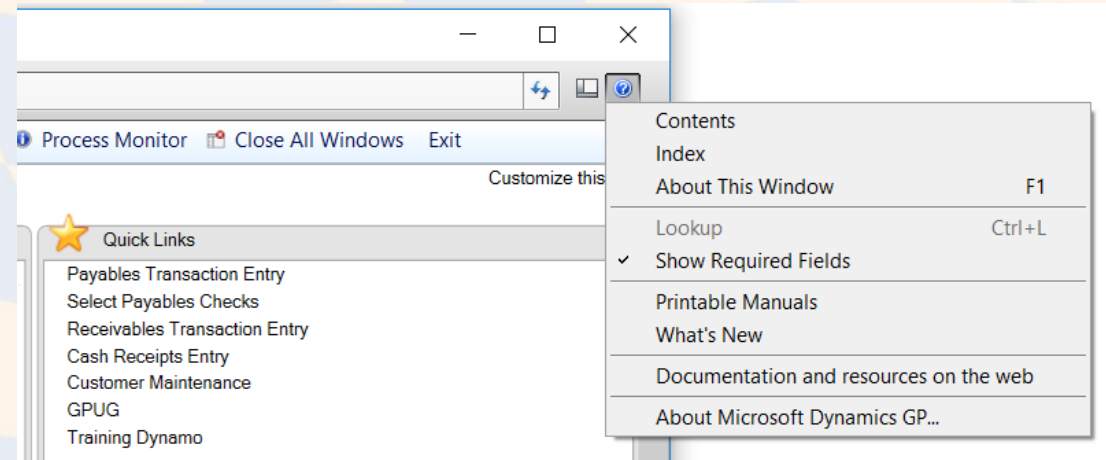 Process Monitor Close All Windows Exit
Customize this
Quick Links
Payables Transaction Entry
Select Payables Checks
Receivables Transaction Entry
Cash Receipts Entry
Customer Maintenance
GPUG
Training Dynamo
Contents
Index
About This Window F1
Lookup Ctrl+L
Show Required Fields
Printable Manuals
What's New
Documentation and resources on the web
About Microsoft Dynamics GP...